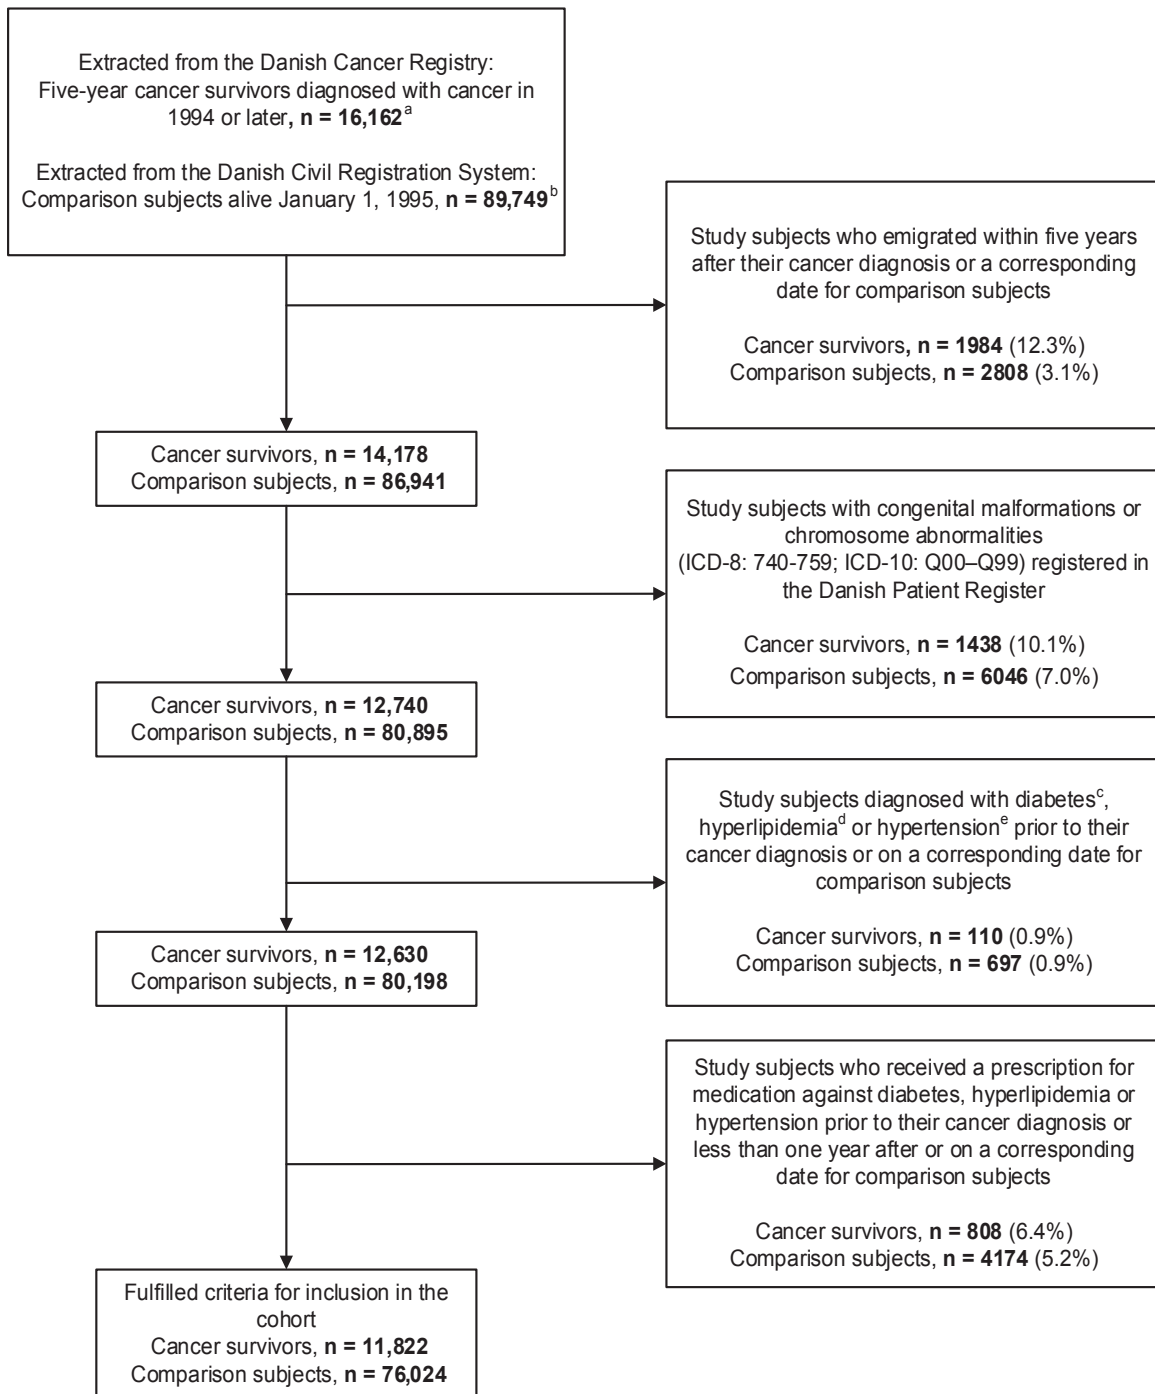 Extracted from the Danish Cancer Registry:
Five-year cancer survivors diagnosed with cancer in
1994 or later, n = 16,162a
Extracted from the Danish Civil Registration System:
Comparison subjects alive January 1, 1995, n = 89,749b
Study subjects who emigrated within five years
after their cancer diagnosis or a corresponding
date for comparison subjects
Cancer survivors, n = 1984 (12.3%)
Comparison subjects, n = 2808 (3.1%)
Cancer survivors, n = 14,178
Comparison subjects, n = 86,941
Study subjects with congenital malformations or
chromosome abnormalities
(ICD-8: 740-759; ICD-10: Q00–Q99) registered in
the Danish Patient Register
Cancer survivors, n = 1438 (10.1%)
Comparison subjects, n = 6046 (7.0%)
Cancer survivors, n = 12,740
Comparison subjects, n = 80,895
Study subjects diagnosed with diabetesc,
hyperlipidemiad or hypertensione prior to their
cancer diagnosis or on a corresponding date for
comparison subjects
Cancer survivors, n = 110 (0.9%)
Comparison subjects, n = 697 (0.9%)
Cancer survivors, n = 12,630
Comparison subjects, n = 80,198
Study subjects who received a prescription for
medication against diabetes, hyperlipidemia or
hypertension prior to their cancer diagnosis or
less than one year after or on a corresponding
date for comparison subjects
Cancer survivors, n = 808 (6.4%)
Comparison subjects, n = 4174 (5.2%)
Fulfilled criteria for inclusion in the
cohort
Cancer survivors, n = 11,822
Comparison subjects, n = 76,024